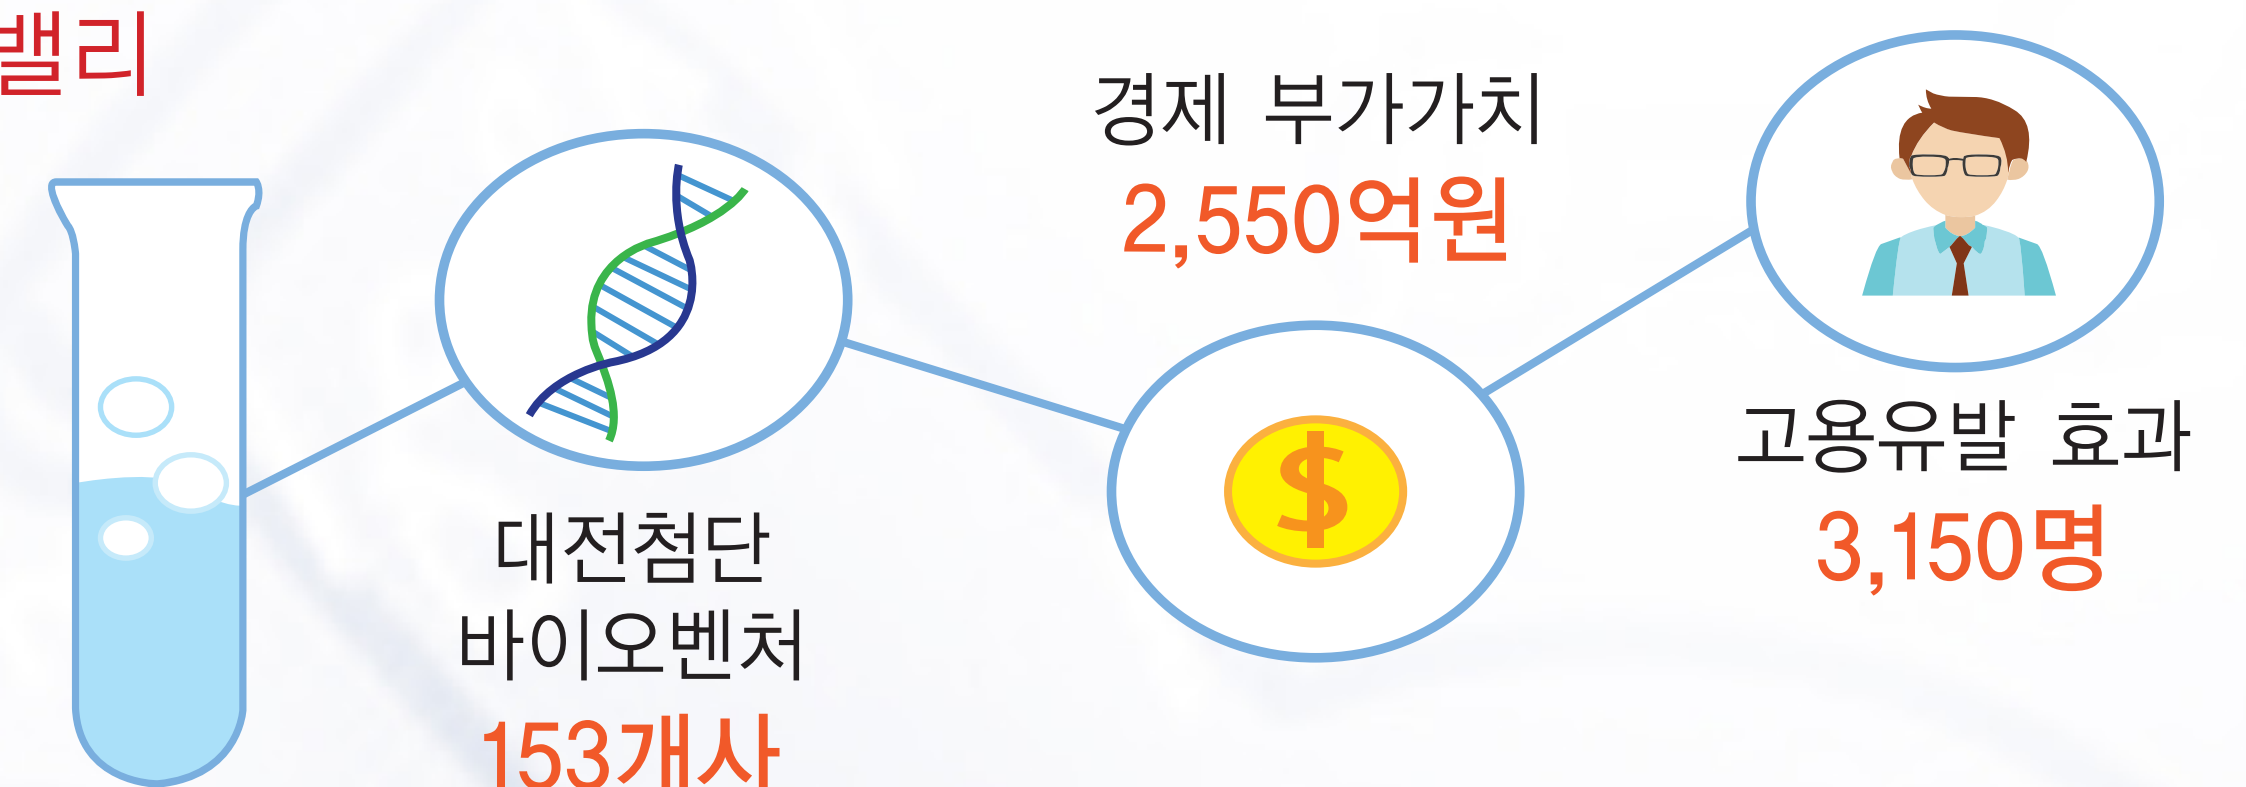 밸리
경제 부가가치
2,550억원
고용유발 효과
3,150명
대전첨단
바이오벤처
153개사